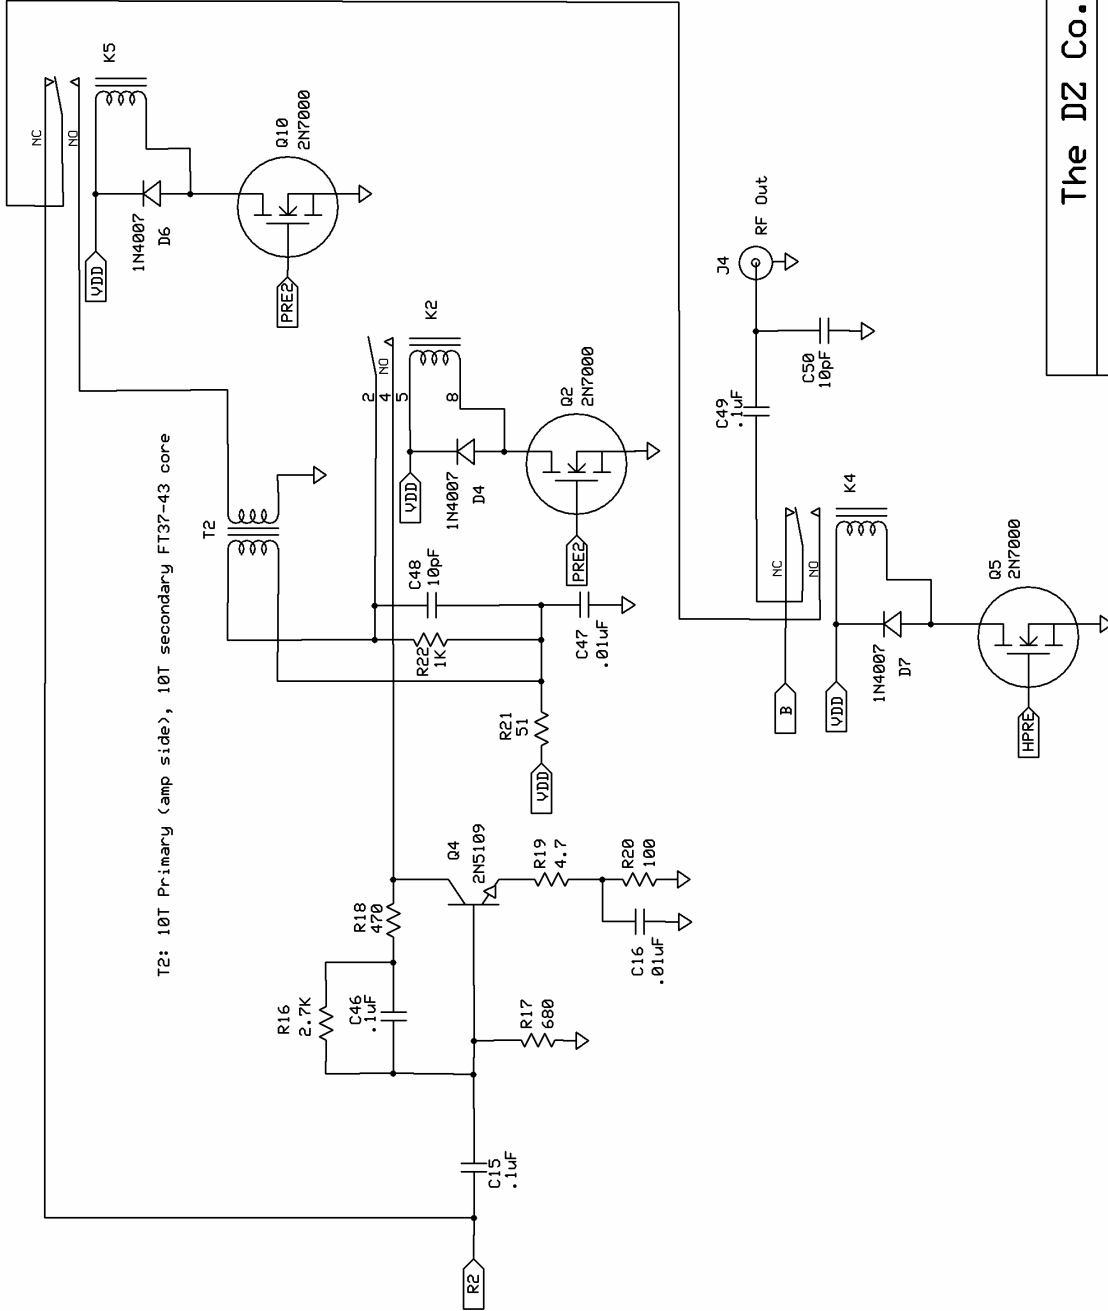 The DZ Co.
K5
NC
NO
Q10
2N7000
1N4007
D6
VDD
PRE2
T2: 10T Primary (amp side), 10T secondary FT37-43 core
T2
K2
2
4
NO
5
8
Q2
2N7000
1N4007
D4
VDD
PRE2
C48
10pF
R22
1K
C47
.01uF
R21
51
VDD
Q4
2N5109
R19
4.7
R20
100
C16
.01uF
R18
470
R16
2.7K
C46
.1uF
R17
680
C15
.1uF
R2
J4
RF Out
C50
10pF
C49
.1uF
K4
NC
NO
Q5
2N7000
1N4007
D7
B
VDD
HPRE